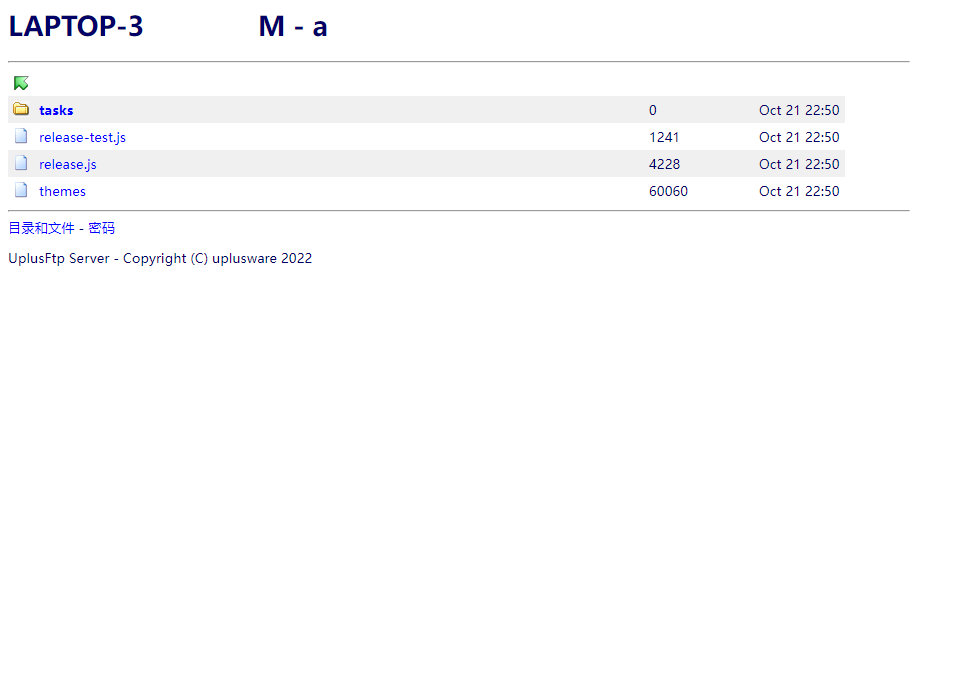 LAPTOP-3 M - a
tasks 0 Oct 21 22:50
release-test.js 1241 Oct 21 22:50
release.js 4228 Oct 21 22:50
themes 60060 Oct 21 22:50
目录和文件 - 密码
UplusFtp Server - Copyright (C) uplusware 2022